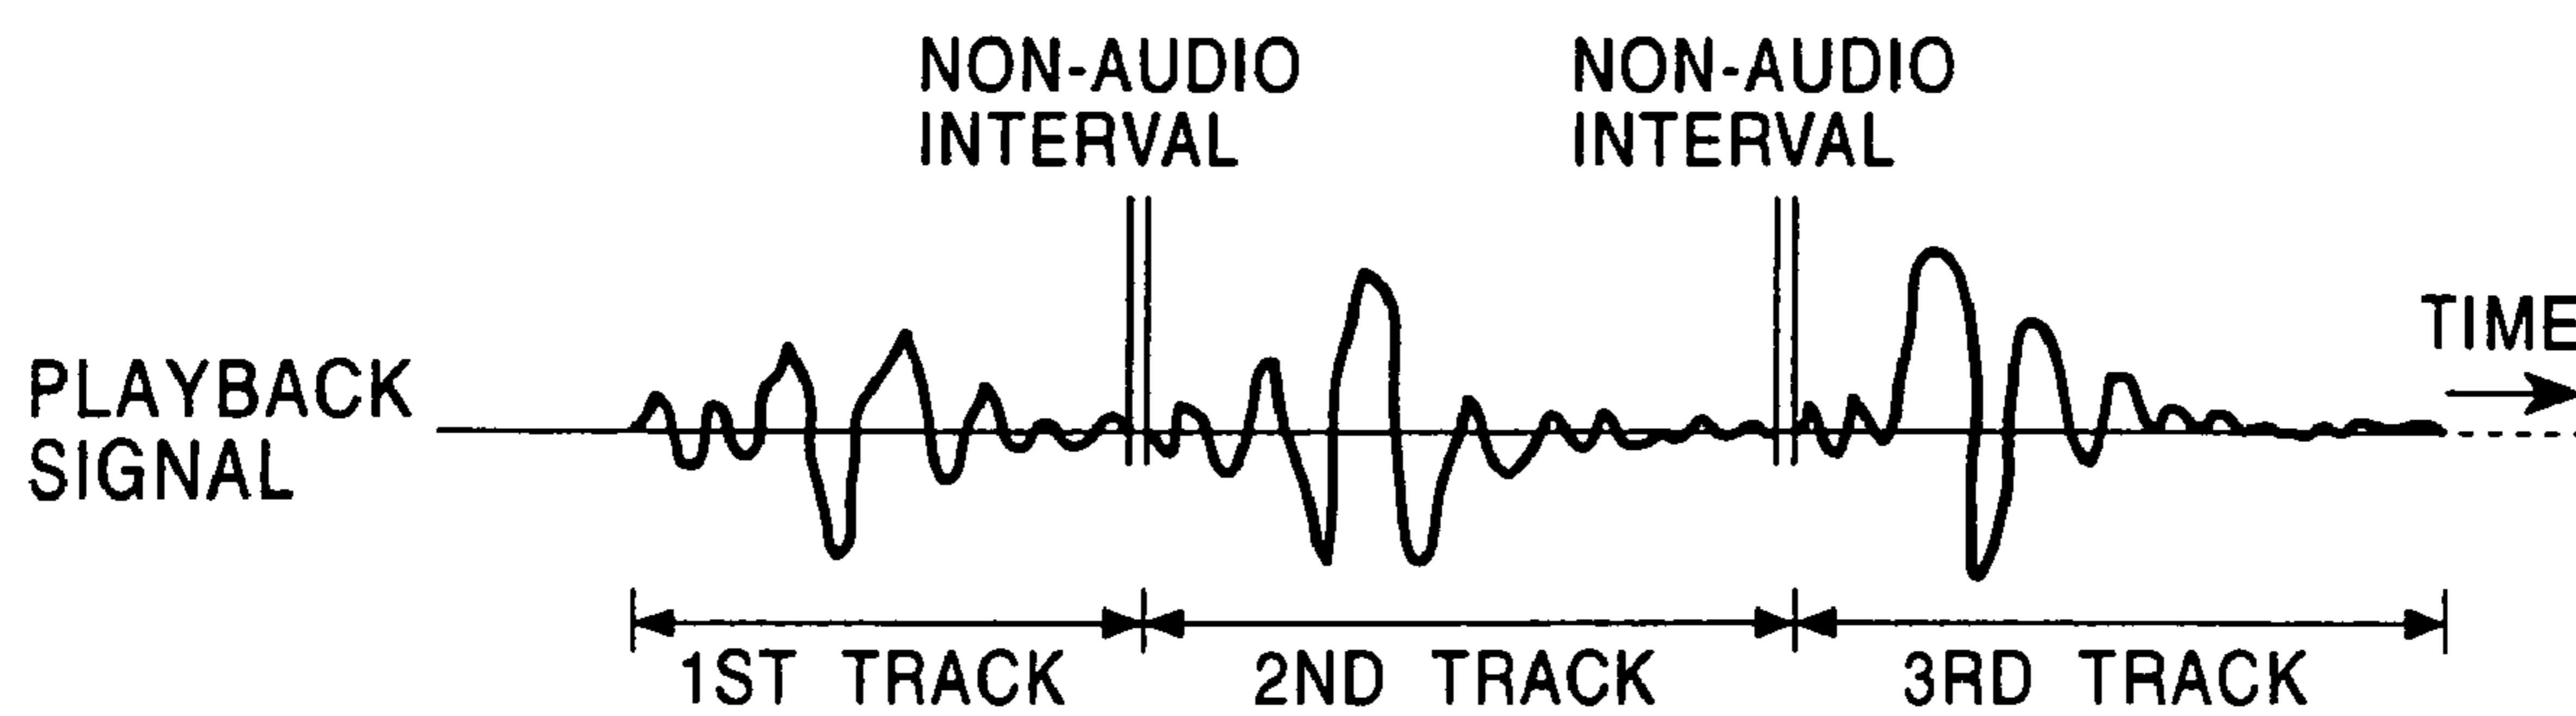 NON-AUDIO
INTERVAL
NON-AUDIO
INTERVAL
TIME
PLAYBACK
SIGNAL
1ST TRACK
2ND TRACK
3RD TRACK